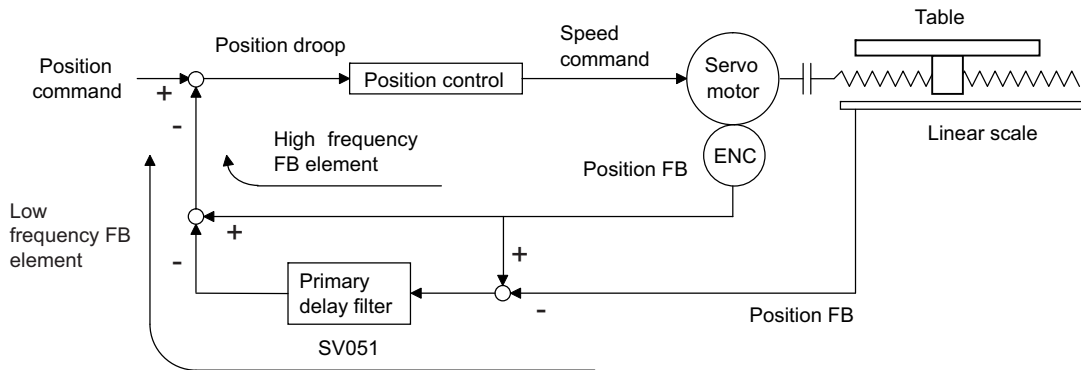 Table
Position droop
Speed
command
Position
command
Position control
Servo
motor
+
-
High frequency
FB element
Linear scale
Position FB
ENC
Low
frequency FB
element
+
-
+
Primary
delay filter
-
Position FB
SV051